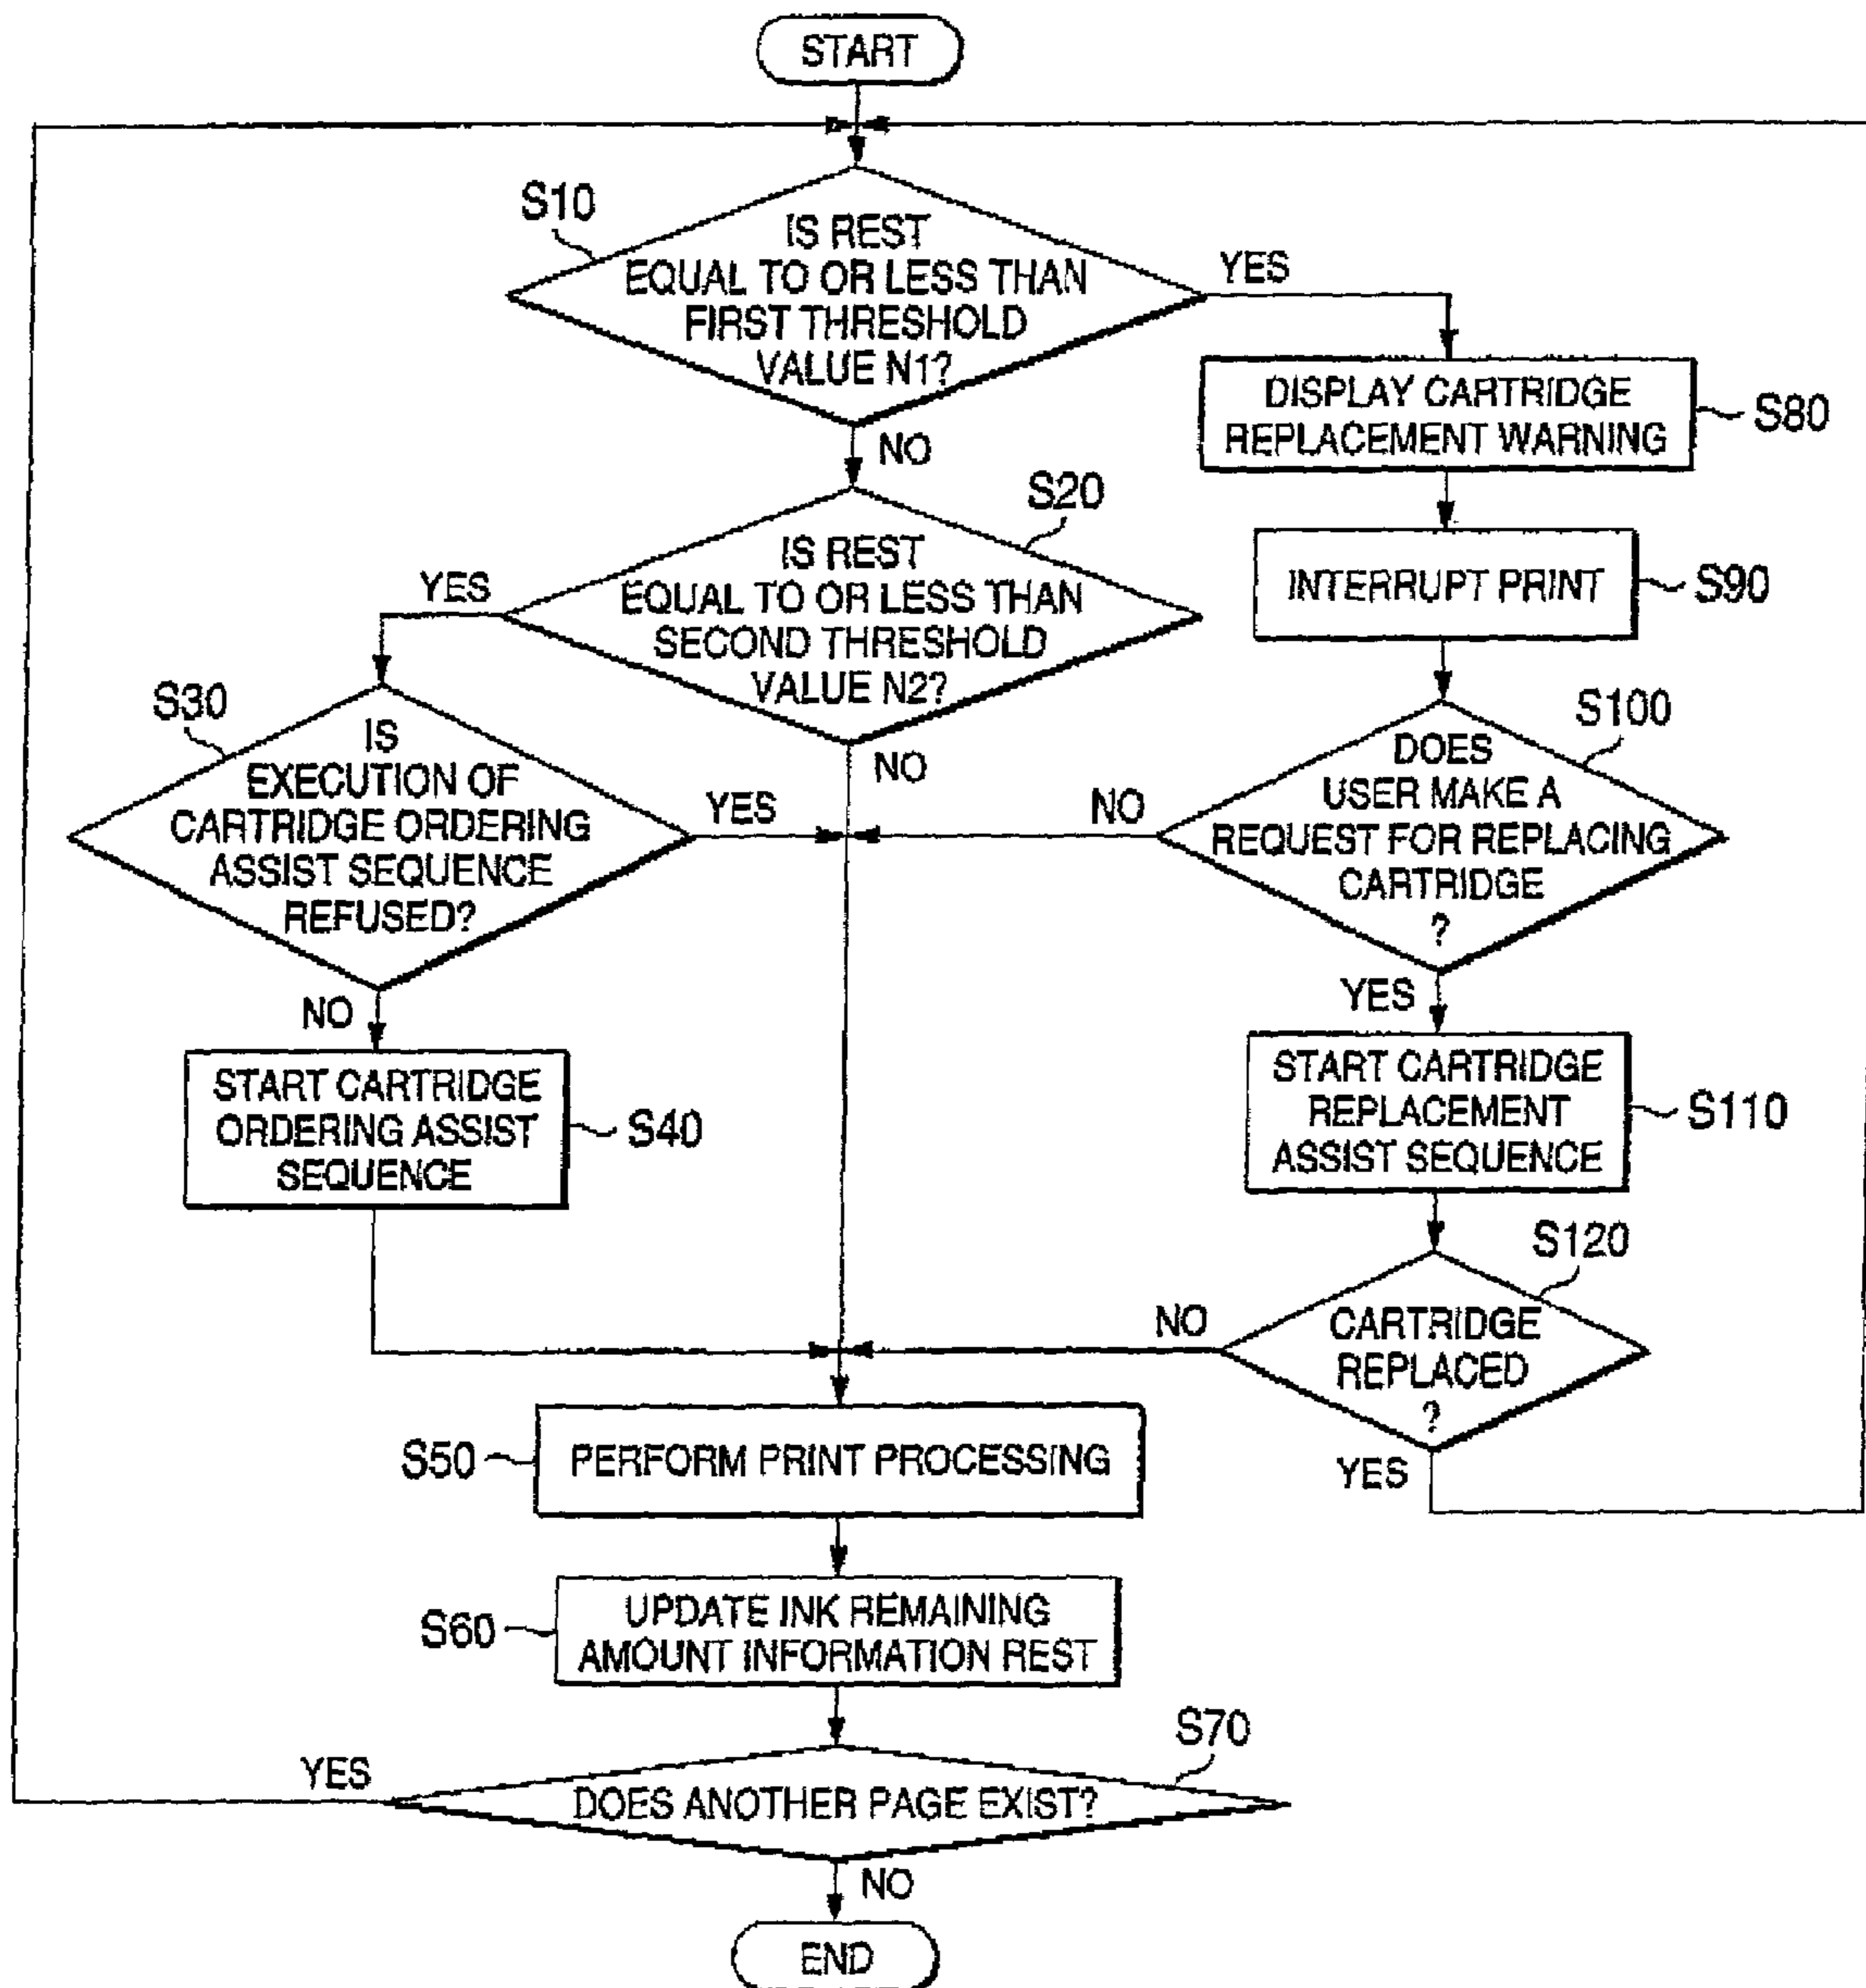 START
S10
IS REST
EQUAL TO OR LESS THAN
FIRST THRESHOLD
VALUE N1?
YES
NO
DISPLAY CARTRIDGE
REPLACEMENT WARNING
S80
S20
IS REST
EQUAL TO OR LESS THAN
SECOND THRESHOLD
VALUE N2?
YES
NO
INTERRUPT PRINT
S90
S30
IS
EXECUTION OF
CARTRIDGE ORDERING
ASSIST SEQUENCE
REFUSED?
YES
NO
S100
DOES
USER MAKE A
REQUEST FOR REPLACING
CARTRIDGE
?
NO
YES
START CARTRIDGE
ORDERING ASSIST
SEQUENCE
S40
START CARTRIDGE
REPLACEMENT
ASSIST SEQUENCE
S110
S120
CARTRIDGE
REPLACED
?
NO
YES
S50
PERFORM PRINT PROCESSING
S60
UPDATE INK REMAINING
AMOUNT INFORMATION REST
S70
DOES ANOTHER PAGE EXIST?
YES
NO
END